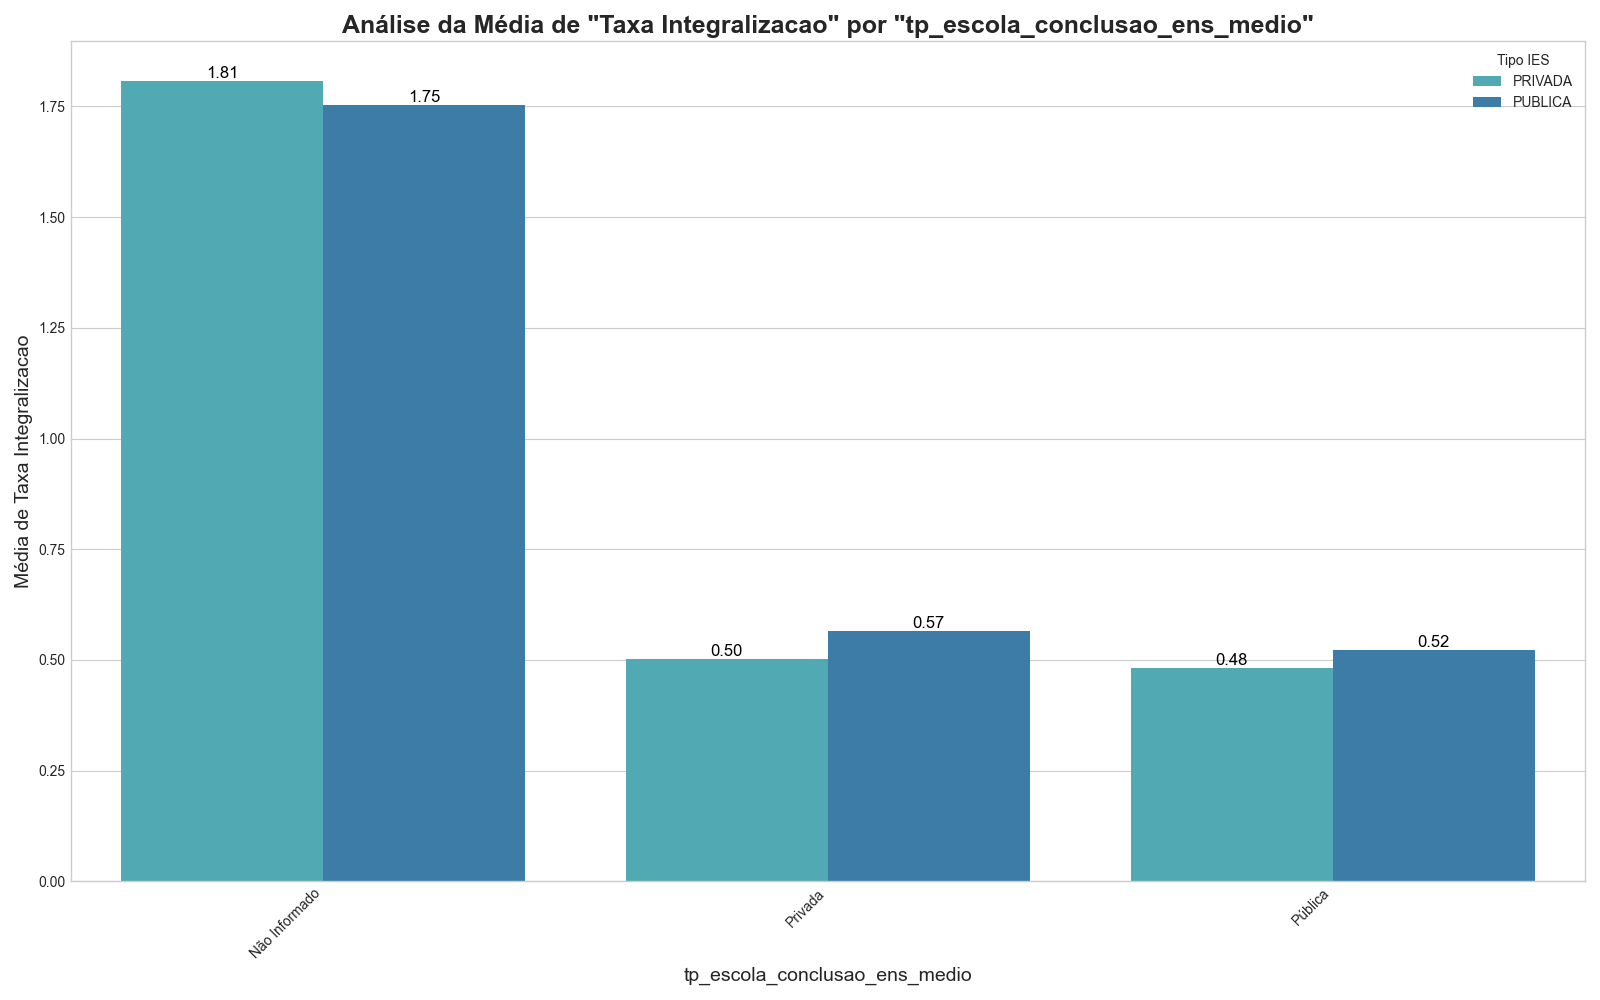 Análise da Média de "Taxa Integralizacao" por "tp_escola_conclusao_ens_medio"
Tipo IES
PRIVADA
PUBLICA
Média de Taxa Integralizacao
1.75
1.50
1.25
1.00
0.75
0.50
0.25
0.00
1.81
1.75
0.50
0.57
0.48
0.52
Não Informado
Privada
Pública
tp_escola_conclusao_ens_medio